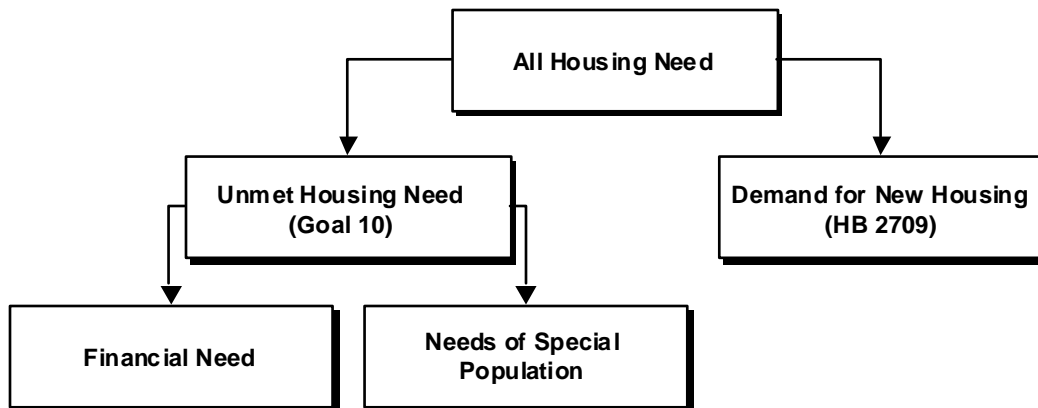 All Housing Need
Unmet Housing Need
(Goal 10)
Demand for New Housing
(HB 2709)
Financial Need
Needs of Special
Population